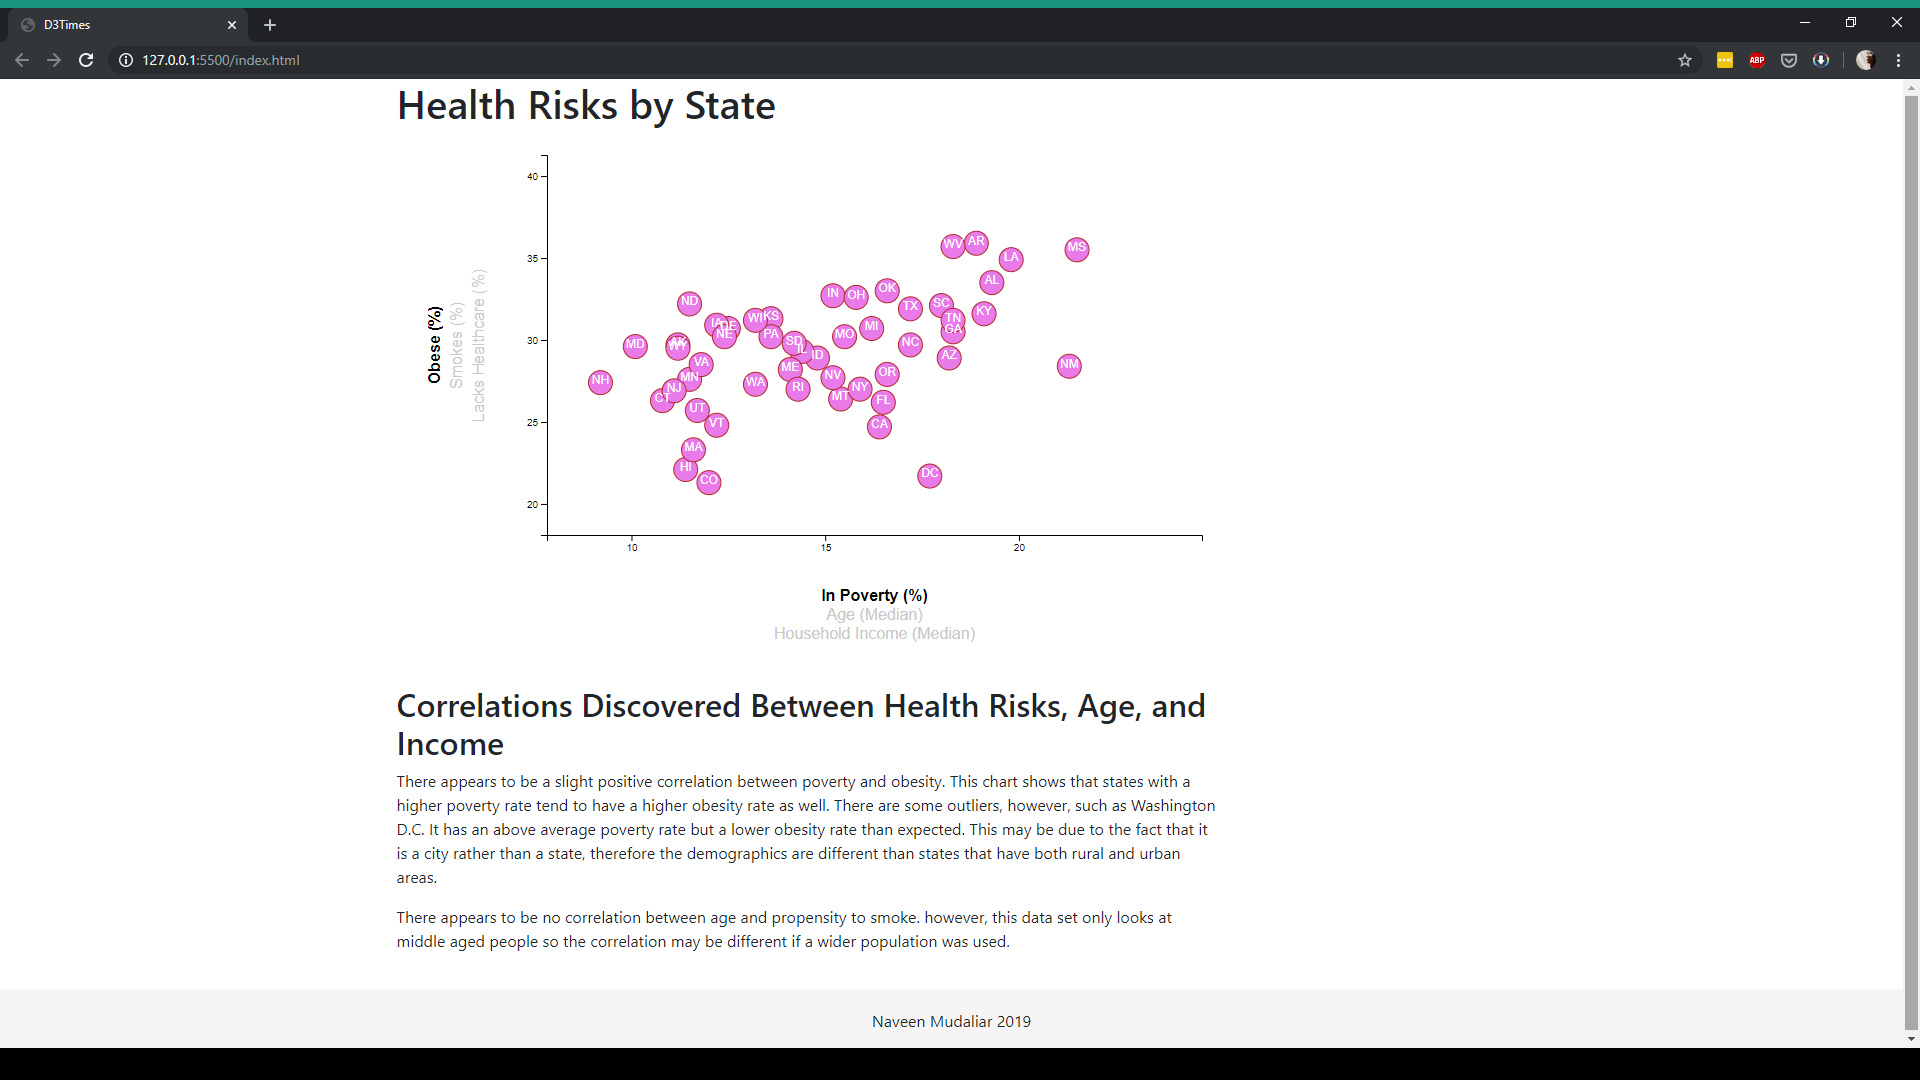 D3Times
127.0.0.1:5500/index.html
ABP
Health Risks by State
40
35
30
25
20
Obese (%)
Smokes (%)
Lacks Healthcare (%)
WV AR MS
LA
AL
ND IN OH OK
TX SC KY
IA DE WI KS TN
NE PA MO MI GA
MD AK WY SD IL NC
VA ID AZ
NH MN ME NV OR NM
NJ WA RI NY
CT MT FL
UT
VT CA
MA
HI DC
CO
10 15 20
In Poverty (%)
Age (Median)
Household Income (Median)
Correlations Discovered Between Health Risks, Age, and
Income
There appears to be a slight positive correlation between poverty and obesity. This chart shows that states with a
higher poverty rate tend to have a higher obesity rate as well. There are some outliers, however, such as Washington
D.C. It has an above average poverty rate but a lower obesity rate than expected. This may be due to the fact that it
is a city rather than a state, therefore the demographics are different than states that have both rural and urban
areas.
There appears to be no correlation between age and propensity to smoke. however, this data set only looks at
middle aged people so the correlation may be different if a wider population was used.
Naveen Mudaliar 2019